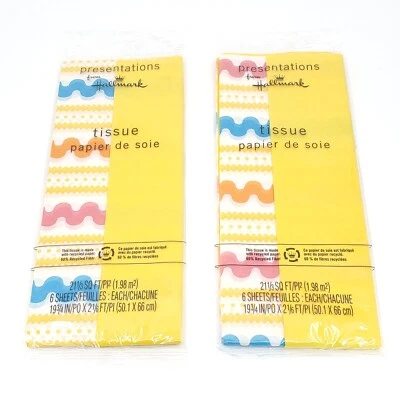 presentations
from
Hallmark
tissue
papier de soie
This tissue is made
with recycled paper
60% Recycled Fiber
Ce papier de soie est fabriqué
avec du papier recyclé
60 % de fibres recyclées
21⅓ SQ FT/PI² (1.98 m²)
6 SHEETS/FEUILLES : EACH/CHACUNE
19¾ IN/PO X 2⅙ FT/PI (50.1 X 66 cm)
presentations
from
Hallmark
tissue
papier de soie
This tissue is made
with recycled paper
60% Recycled Fiber
Ce papier de soie est fabriqué
avec du papier recyclé
60 % de fibres recyclées
21⅓ SQ FT/PI² (1.98 m²)
6 SHEETS/FEUILLES : EACH/CHACUNE
19¾ IN/PO X 2⅙ FT/PI (50.1 X 66 cm)